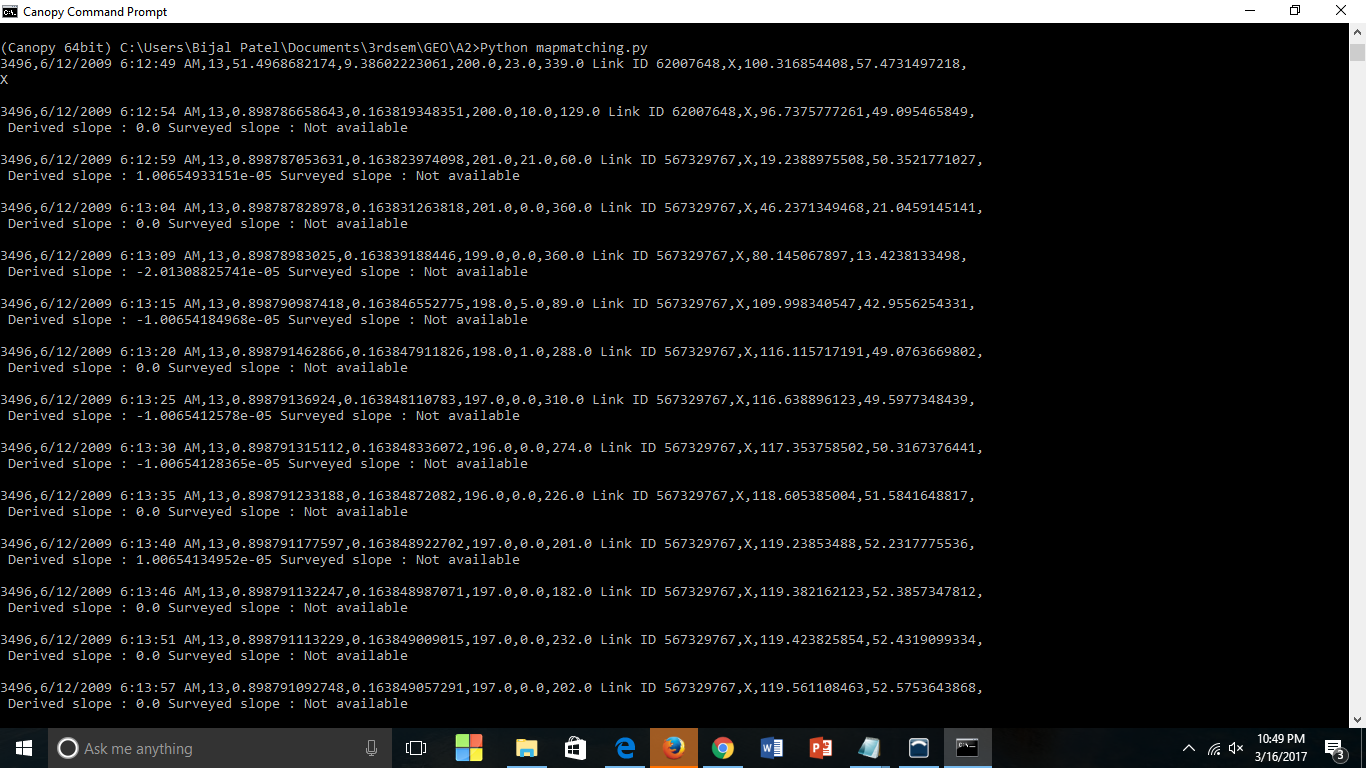 Canopy Command Prompt
(Canopy 64bit) C:\Users\Bijal Patel\Documents\3rdsem\GEO\A2>Python mapmatching.py
3496,6/12/2009 6:12:49 AM,13,51.4968682174,9.38602223061,200.0,23.0,339.0 Link ID 62007648,X,100.316854408,57.4731497218,
X
3496,6/12/2009 6:12:54 AM,13,0.898786658643,0.163819348351,200.0,10.0,129.0 Link ID 62007648,X,96.7375777261,49.095465849,
Derived slope : 0.0 Surveyed slope : Not available
3496,6/12/2009 6:12:59 AM,13,0.898787053631,0.163823974098,201.0,21.0,60.0 Link ID 567329767,X,19.2388975508,50.3521771027,
Derived slope : 1.00654933151e-05 Surveyed slope : Not available
3496,6/12/2009 6:13:04 AM,13,0.898787828978,0.163831263818,201.0,0.0,360.0 Link ID 567329767,X,46.2371349468,21.0459145141,
Derived slope : 0.0 Surveyed slope : Not available
3496,6/12/2009 6:13:09 AM,13,0.89878983025,0.163839188446,199.0,0.0,360.0 Link ID 567329767,X,80.145067897,13.4238133498,
Derived slope : -2.01308825741e-05 Surveyed slope : Not available
3496,6/12/2009 6:13:15 AM,13,0.898790987418,0.163846552775,198.0,5.0,89.0 Link ID 567329767,X,109.998340547,42.9556254331,
Derived slope : -1.00654184968e-05 Surveyed slope : Not available
3496,6/12/2009 6:13:20 AM,13,0.898791462866,0.163847911826,198.0,1.0,288.0 Link ID 567329767,X,116.115717191,49.0763669802,
Derived slope : 0.0 Surveyed slope : Not available
3496,6/12/2009 6:13:25 AM,13,0.89879136924,0.163848110783,197.0,0.0,310.0 Link ID 567329767,X,116.638896123,49.5977348439,
Derived slope : -1.0065412578e-05 Surveyed slope : Not available
3496,6/12/2009 6:13:30 AM,13,0.898791315112,0.163848336072,196.0,0.0,274.0 Link ID 567329767,X,117.353758502,50.3167376441,
Derived slope : -1.00654128365e-05 Surveyed slope : Not available
3496,6/12/2009 6:13:35 AM,13,0.898791233188,0.16384872082,196.0,0.0,226.0 Link ID 567329767,X,118.605385004,51.5841648817,
Derived slope : 0.0 Surveyed slope : Not available
3496,6/12/2009 6:13:40 AM,13,0.898791177597,0.163848922702,197.0,0.0,201.0 Link ID 567329767,X,119.23853488,52.2317775536,
Derived slope : 1.00654134952e-05 Surveyed slope : Not available
3496,6/12/2009 6:13:46 AM,13,0.898791132247,0.163848987071,197.0,0.0,182.0 Link ID 567329767,X,119.382162123,52.3857347812,
Derived slope : 0.0 Surveyed slope : Not available
3496,6/12/2009 6:13:51 AM,13,0.898791113229,0.163849009015,197.0,0.0,232.0 Link ID 567329767,X,119.423825854,52.4319099334,
Derived slope : 0.0 Surveyed slope : Not available
3496,6/12/2009 6:13:57 AM,13,0.898791092748,0.163849057291,197.0,0.0,202.0 Link ID 567329767,X,119.561108463,52.5753643868,
Derived slope : 0.0 Surveyed slope : Not available
Ask me anything
10:49 PM
3/16/2017
3